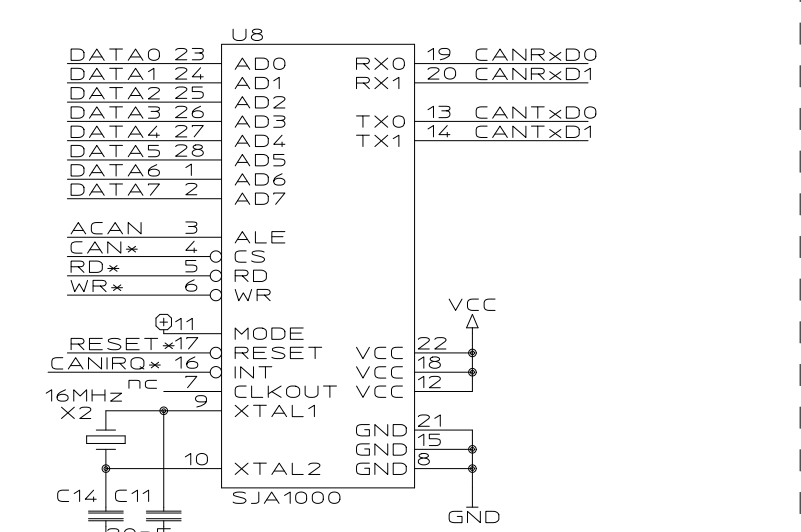 U8
DATA0 23 AD0 RX0 19 CANRxD0
DATA1 24 AD1 RX1 20 CANRxD1
DATA2 25 AD2
DATA3 26 AD3 TX0 13 CANTxD0
DATA4 27 AD4 TX1 14 CANTxD1
DATA5 28 AD5
DATA6 1 AD6
DATA7 2 AD7
ACAN 3 ALE
CAN* 4 CS
RD* 5 RD
WR* 6 WR
VCC
11 MODE
RESET* 17 RESET VCC 22
CANIRQ* 16 INT VCC 18
nc 7 CLKOUT VCC 12
16MHz
X2 9 XTAL1
GND 21
GND 15
10 XTAL2 GND 8
C14 C11 SJA1000
GND